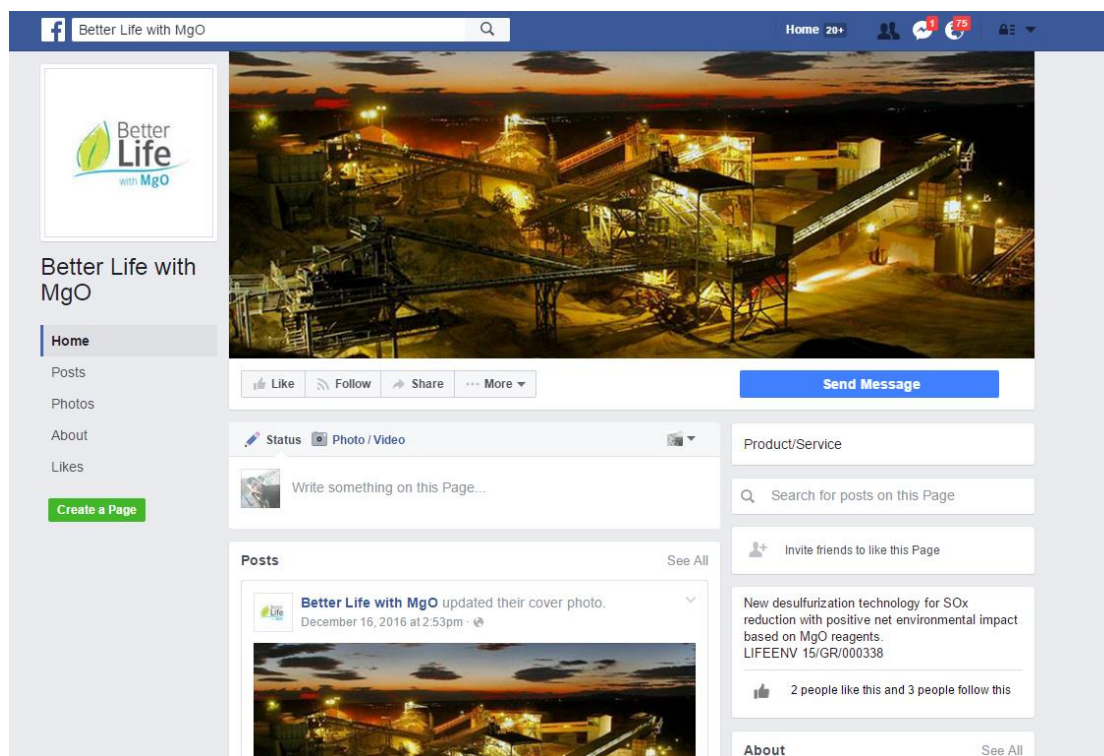 Better Life with MgO
Home 20+
1
75
Better
Life
with MgO
Better Life with
MgO
Home
Posts
Photos
About
Likes
Create a Page
Like Follow Share ··· More
Send Message
Status Photo / Video
Write something on this Page...
Posts See All
Better Life with MgO updated their cover photo.
December 16, 2016 at 2:53pm ·
Product/Service
Search for posts on this Page
Invite friends to like this Page
New desulfurization technology for SOx
reduction with positive net environmental impact
based on MgO reagents.
LIFEENV 15/GR/000338
2 people like this and 3 people follow this
About See All